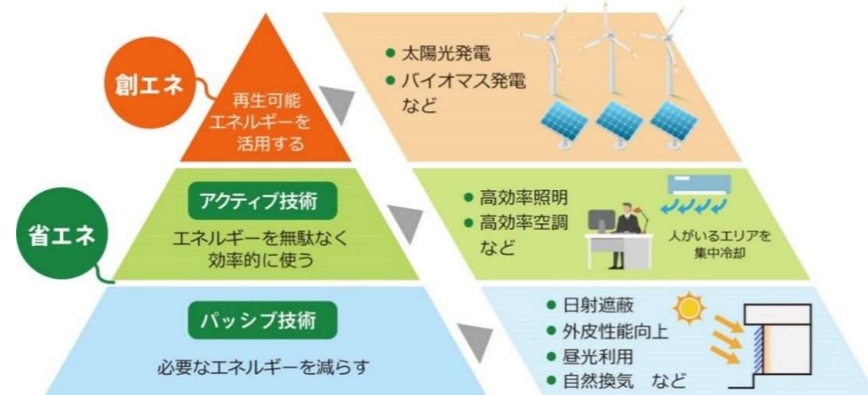 創エネ
再生可能
エネルギーを
活用する
● 太陽光発電
● バイオマス発電
など
省エネ
アクティブ技術
エネルギーを無駄なく
効率的に使う
● 高効率照明
● 高効率空調
など
人がいるエリアを
集中冷却
パッシブ技術
必要なエネルギーを減らす
● 日射遮蔽
● 外皮性能向上
● 昼光利用
● 自然換気 など